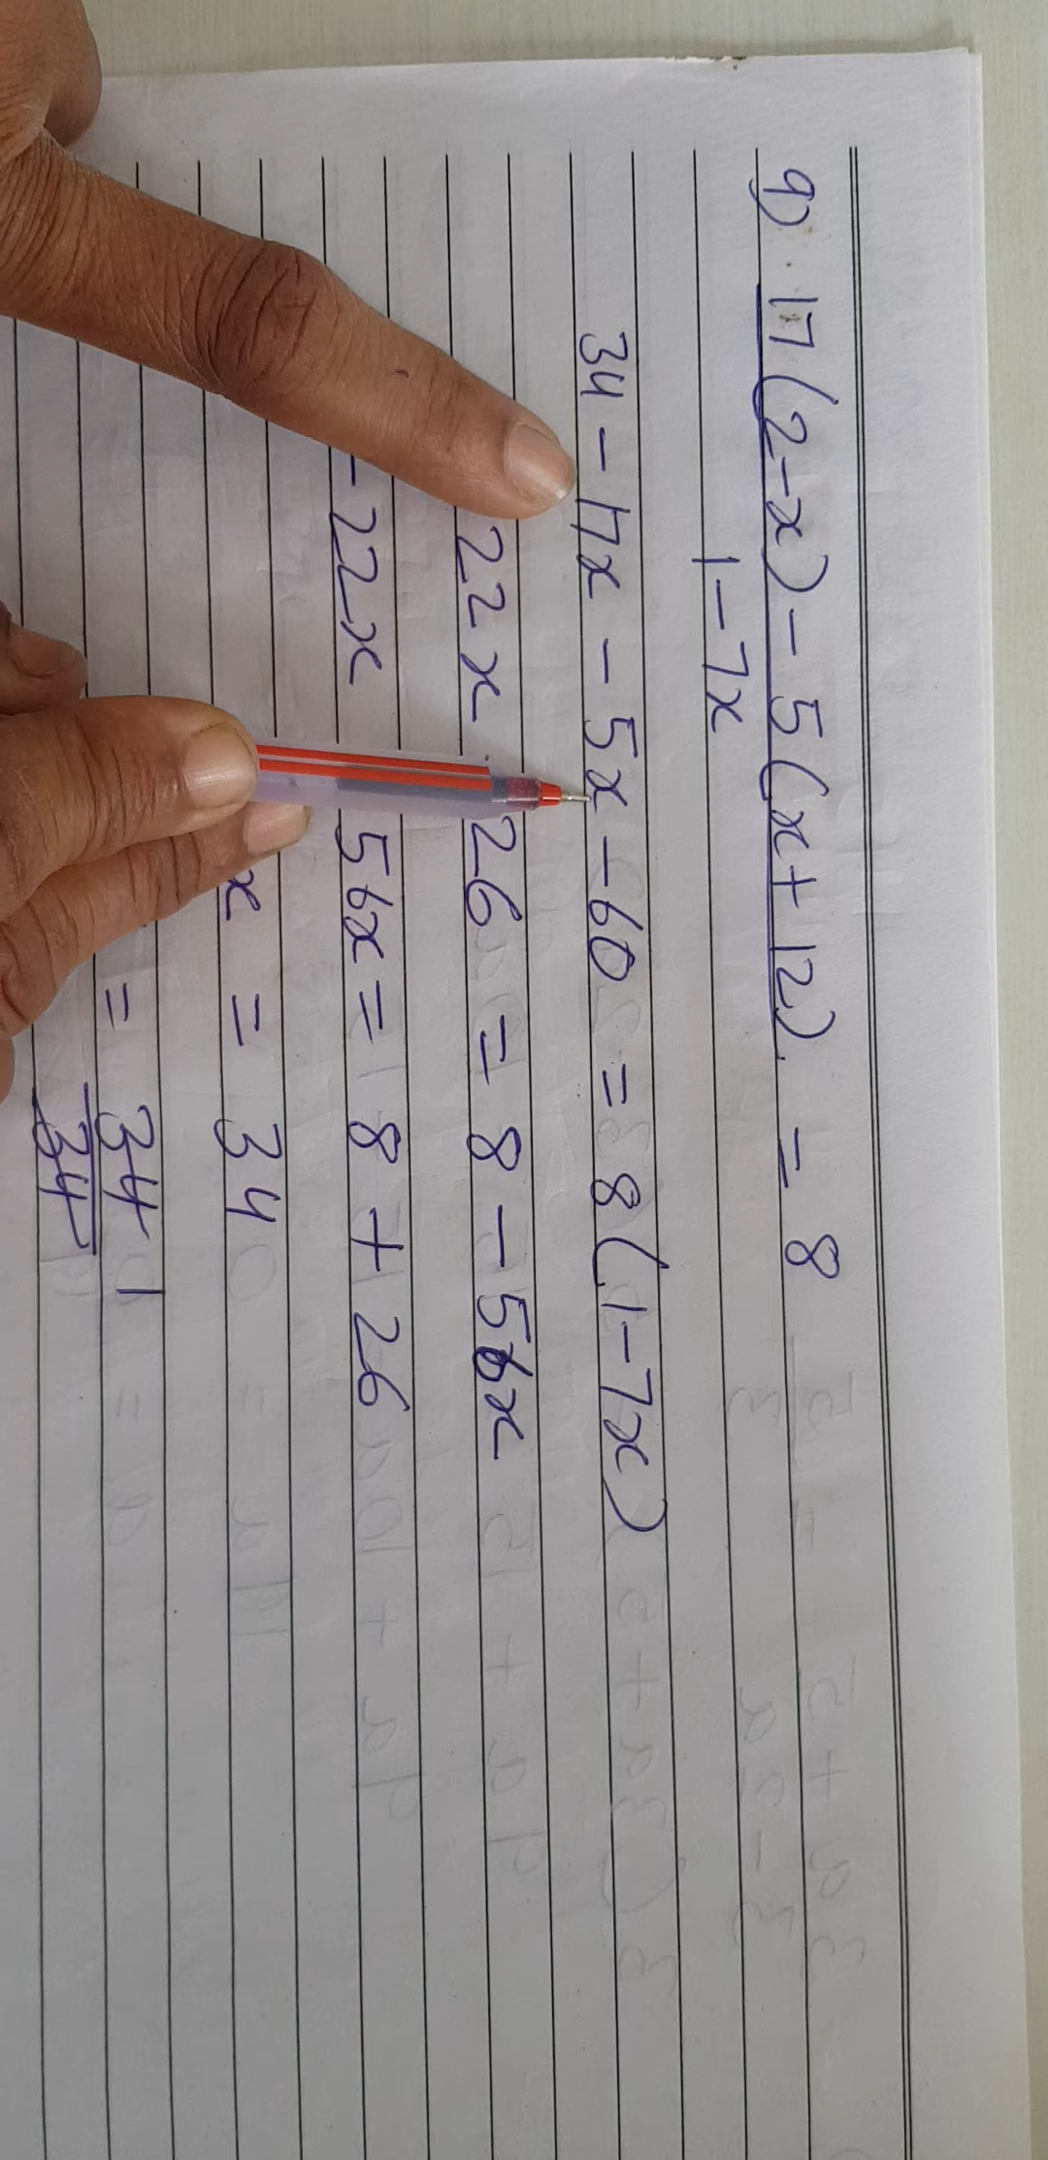 9) 17(2-x) - 5(x+12) = 8
1-7x
34 - 17x - 5x - 60 = 8(1-7x)
22x 26 = 8 - 56x
-22x 56x = 8 + 26
x = 34
= 34 1
34